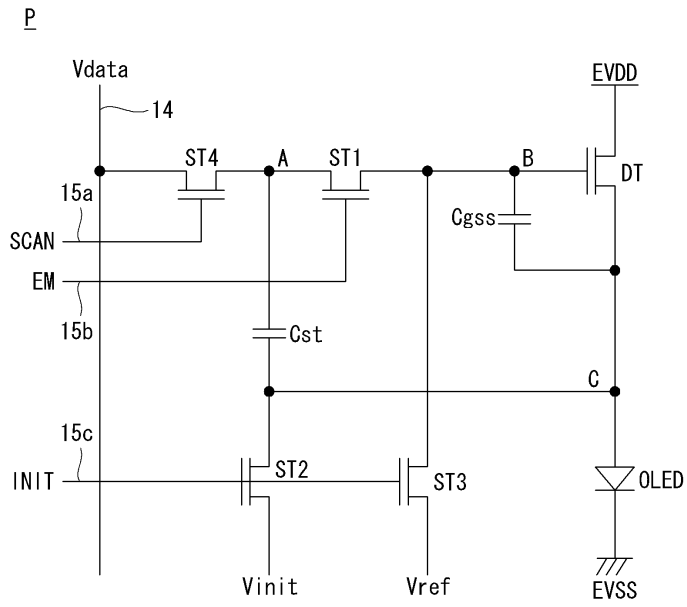 P
Vdata
EVDD
14
ST4
A
ST1
B
DT
15a
Cgss
SCAN
EM
15b
Cst
C
15c
INIT
ST2
ST3
OLED
Vinit
Vref
EVSS